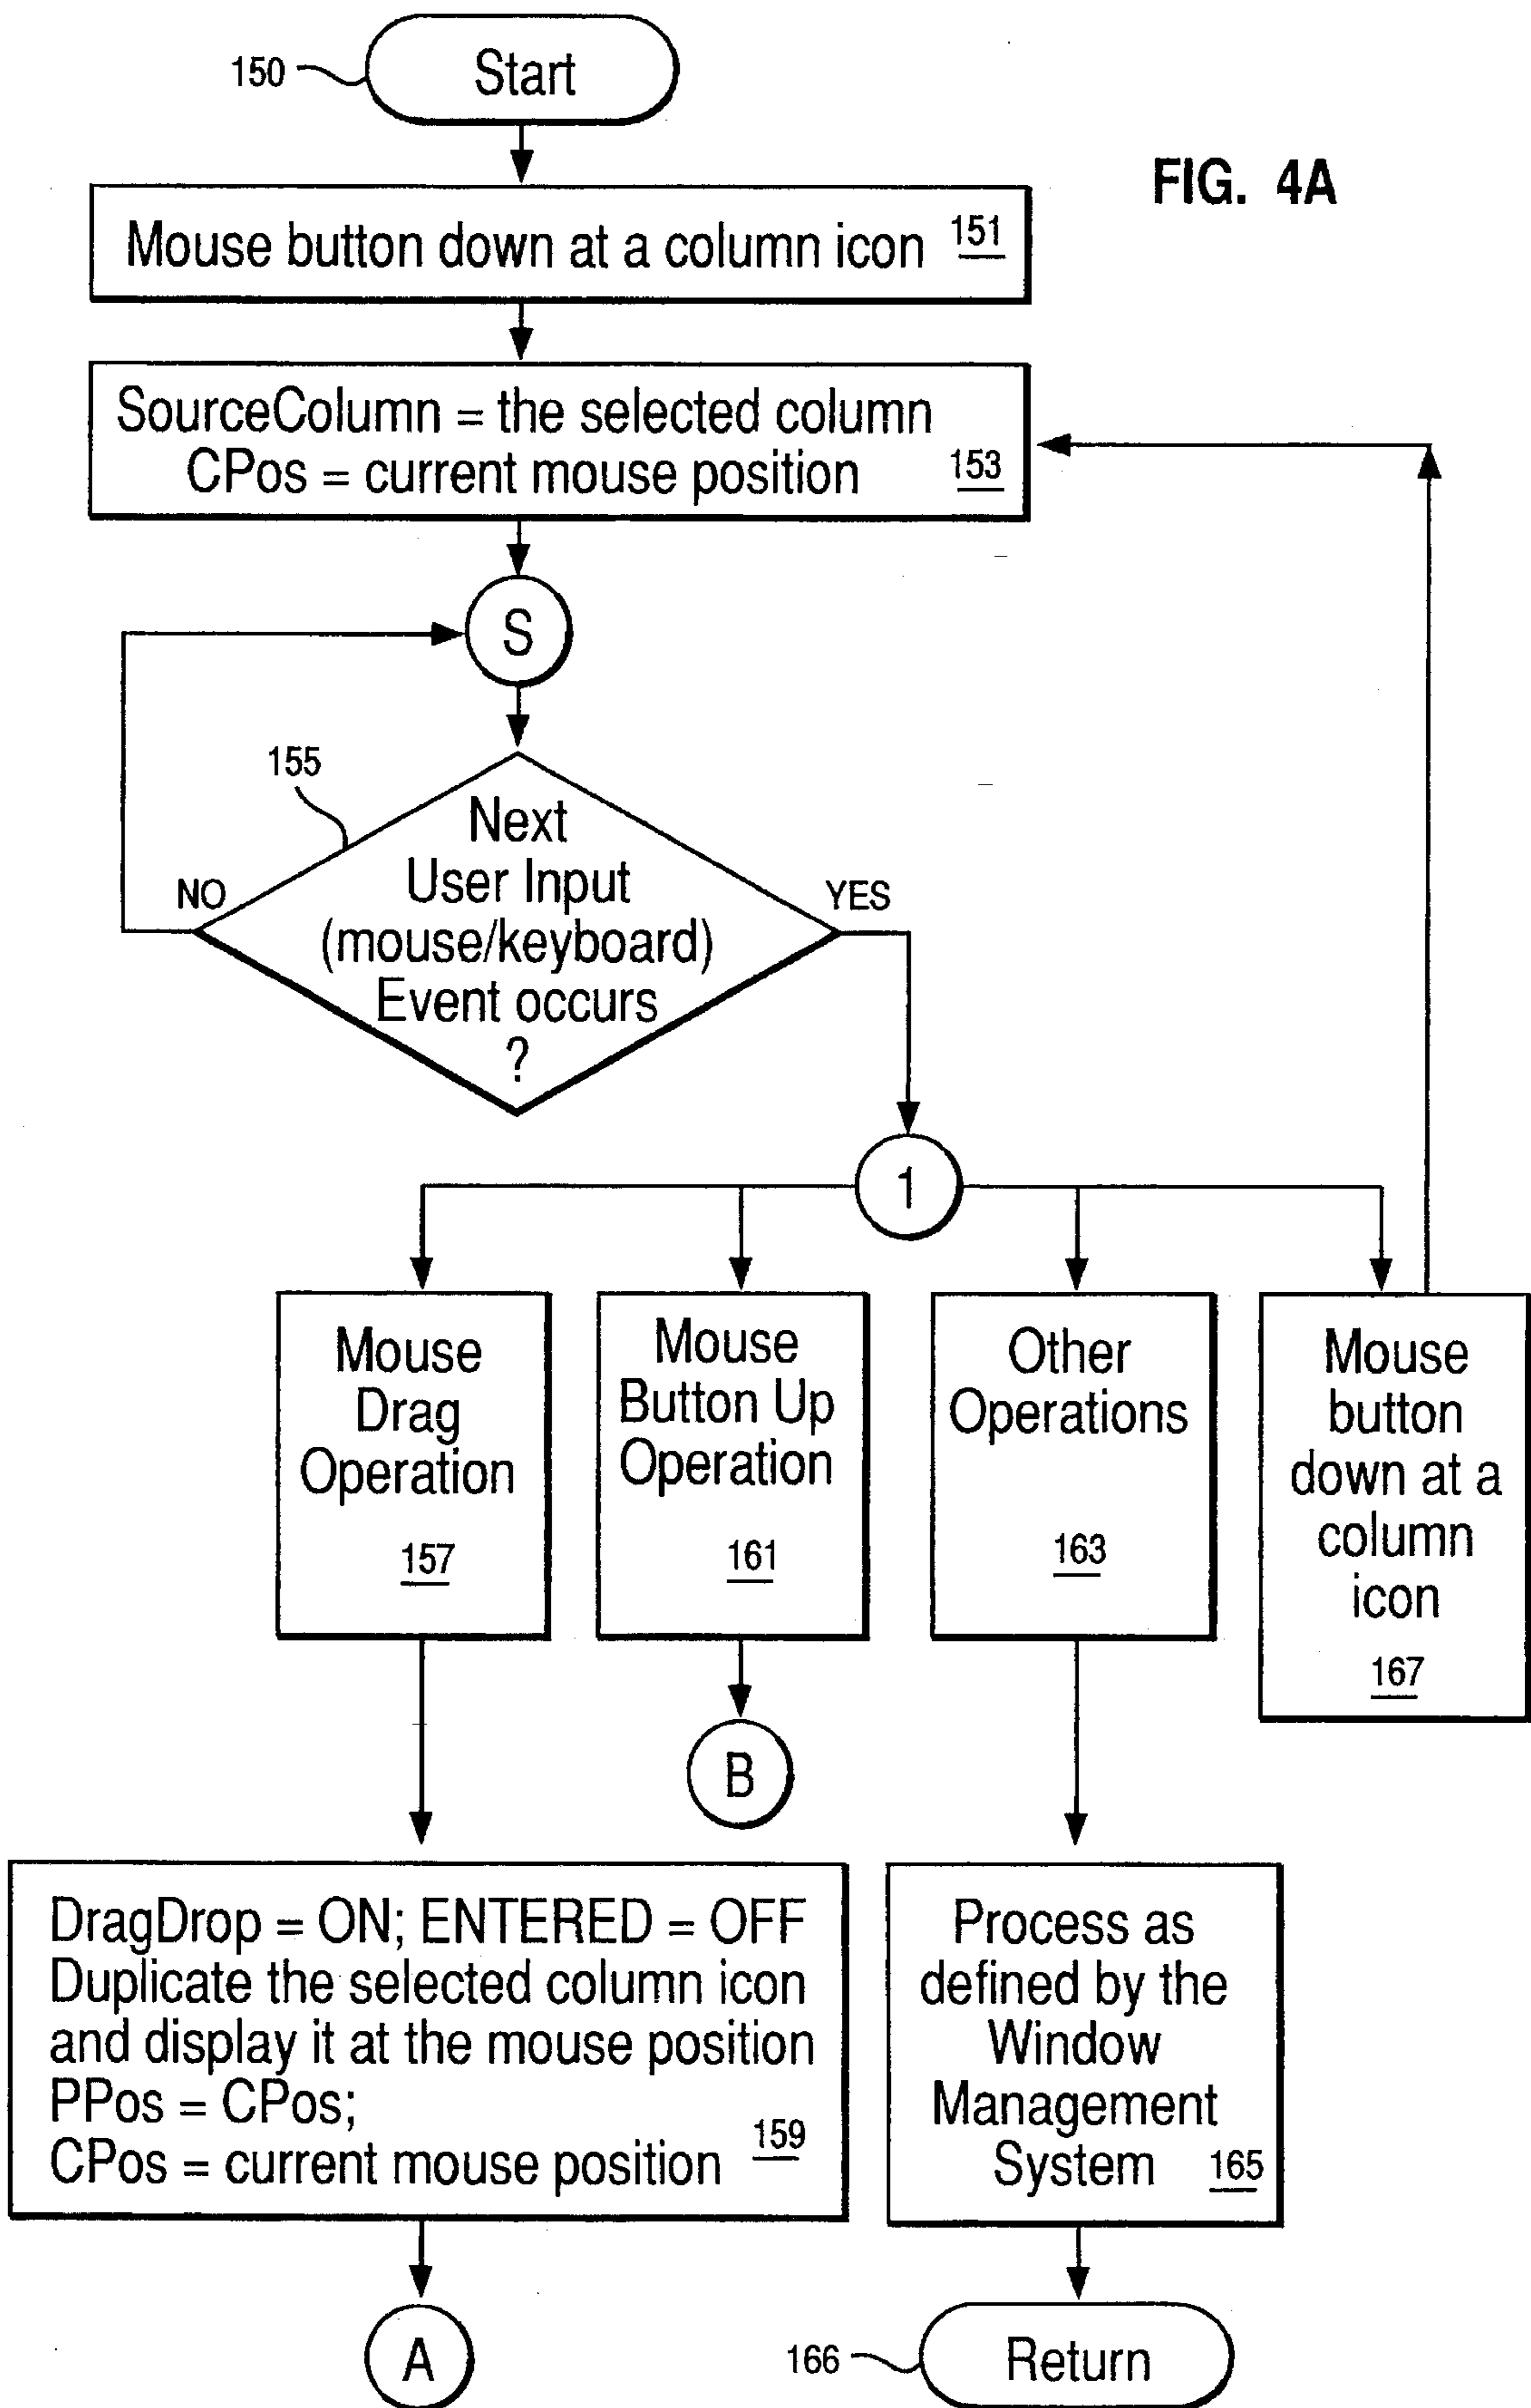 150
Start
FIG. 4A
Mouse button down at a column icon 151
SourceColumn = the selected column
CPos = current mouse position 153
S
155
Next
User Input
(mouse/keyboard)
Event occurs
?
NO
YES
1
Mouse
Drag
Operation
157
Mouse
Button Up
Operation
161
Other
Operations
163
Mouse
button
down at a
column
icon
167
B
DragDrop = ON; ENTERED = OFF
Duplicate the selected column icon
and display it at the mouse position
PPos = CPos;
CPos = current mouse position 159
Process as
defined by the
Window
Management
System 165
A
166
Return